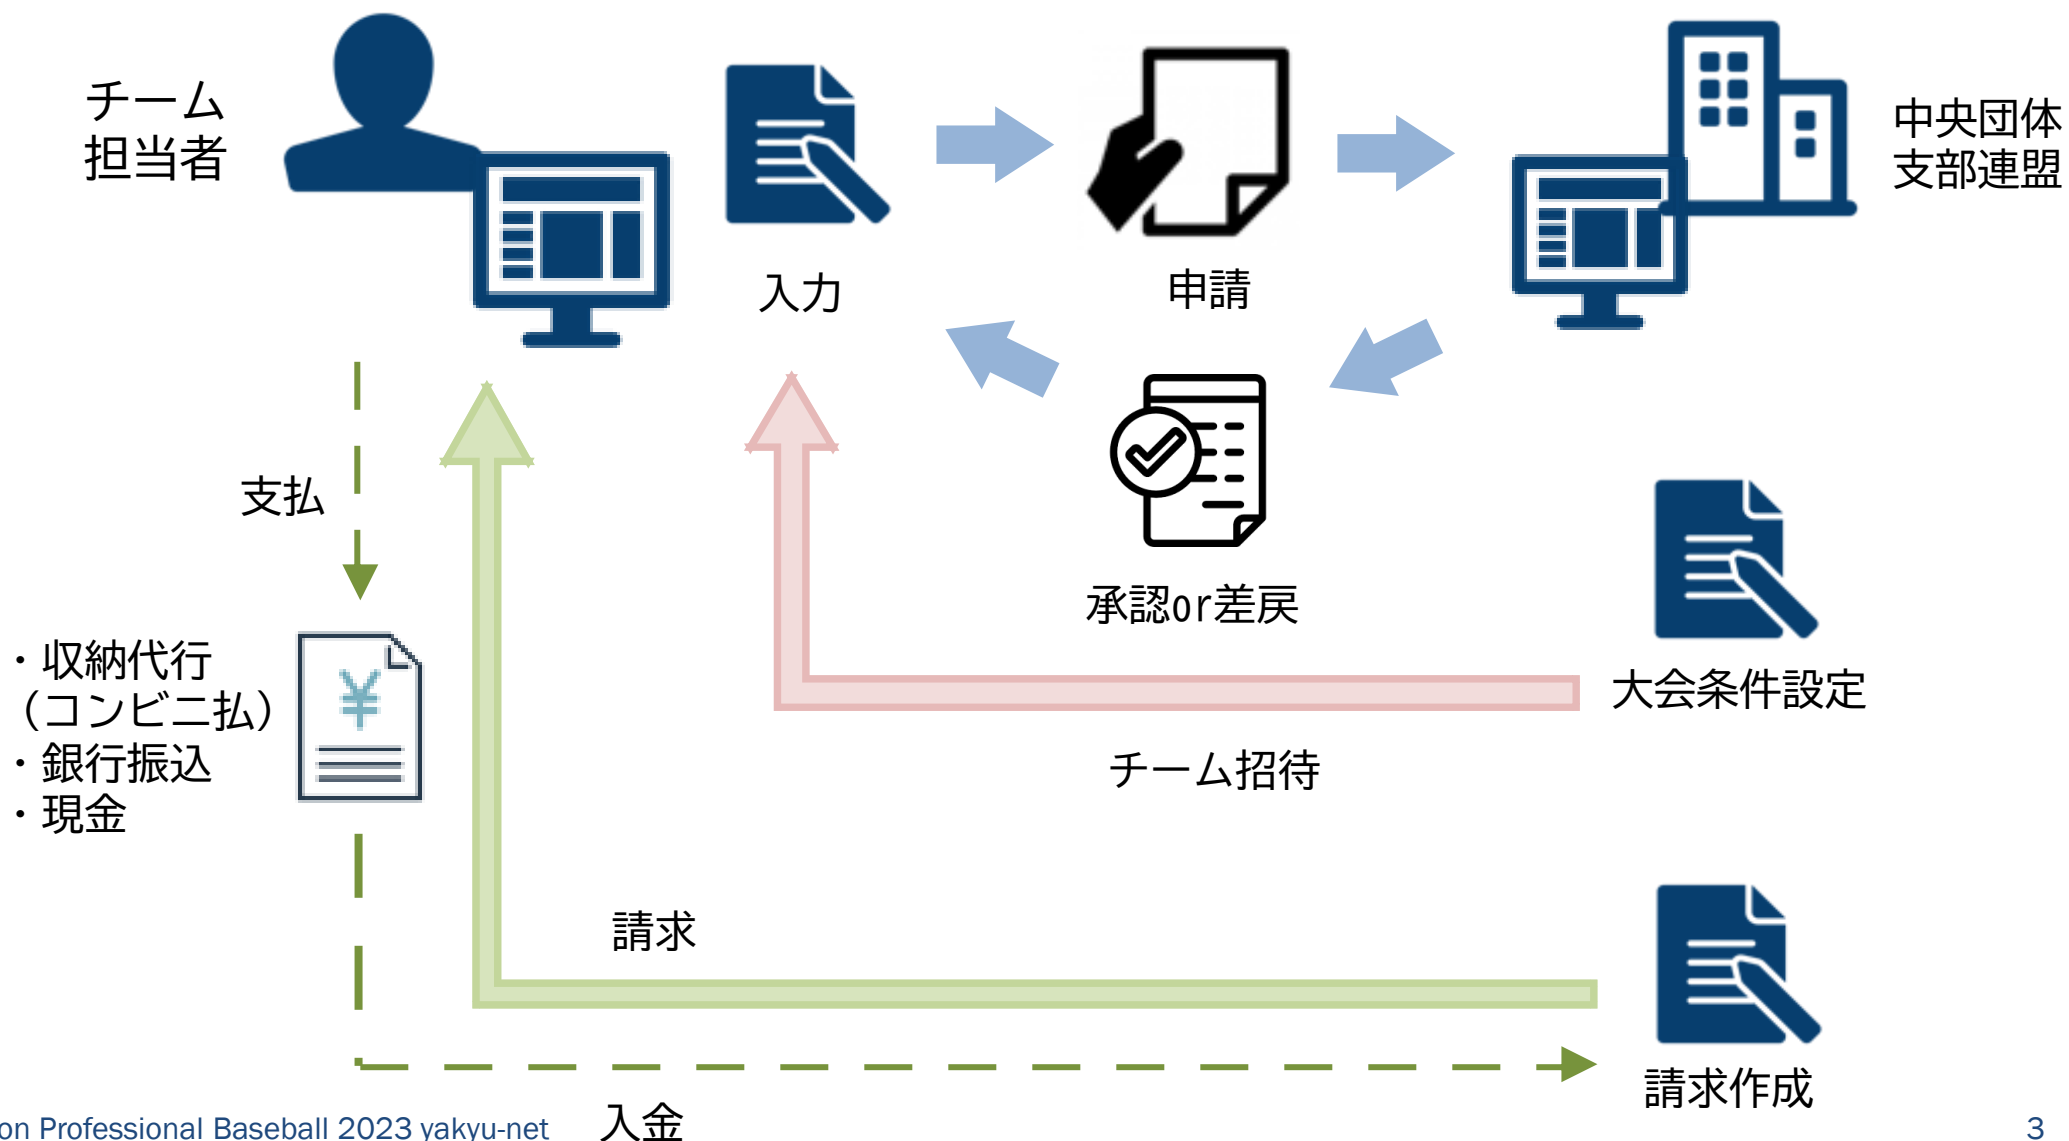 チーム
担当者
入力
申請
中央団体
支部連盟
支払
承認or差戻
・収納代行
（コンビニ払）
・銀行振込
・現金
大会条件設定
チーム招待
請求
請求作成
入金
on Professional Baseball 2023 yakyu-net
3